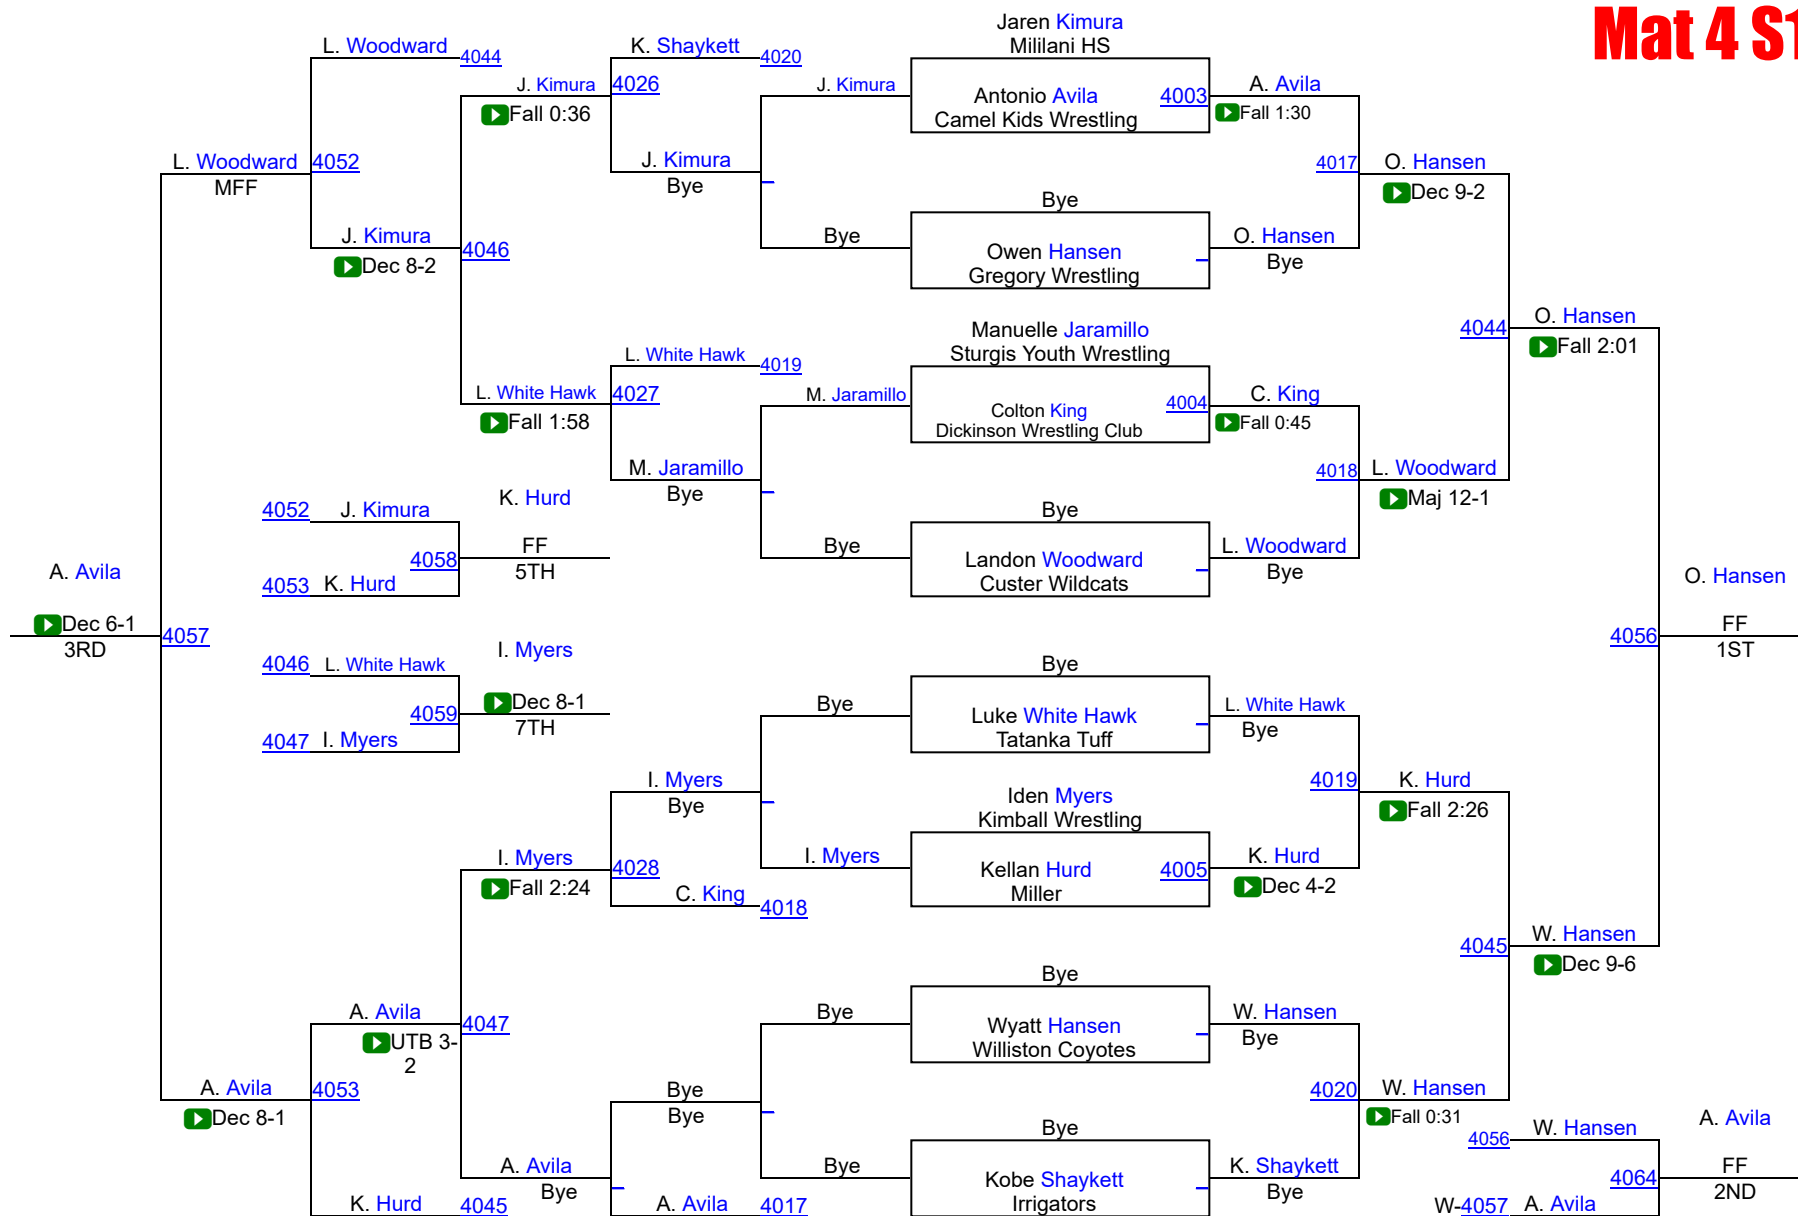 Mat 4 S1
Jaren Kimura
Mililani HS
L. Woodward 4044
K. Shaykett 4020
J. Kimura 4026
Fall 0:36
J. Kimura
Antonio Avila 4003
Camel Kids Wrestling
A. Avila
Fall 1:30
L. Woodward 4052
MFF
J. Kimura
Bye
4017 O. Hansen
Dec 9-2
Bye
J. Kimura 4046
Dec 8-2
Bye
Owen Hansen
Gregory Wrestling
O. Hansen
Bye
Manuelle Jaramillo
Sturgis Youth Wrestling
4044 O. Hansen
Fall 2:01
L. White Hawk 4019
L. White Hawk 4027
Fall 1:58
M. Jaramillo
Colton King 4004
Dickinson Wrestling Club
C. King
Fall 0:45
M. Jaramillo
Bye
4018 L. Woodward
Maj 12-1
K. Hurd
4052 J. Kimura
Bye
4058 FF
5TH
Bye
Landon Woodward
Custer Wildcats
L. Woodward
Bye
A. Avila
4053 K. Hurd
O. Hansen
Dec 6-1
3RD
4057
4056 FF
1ST
I. Myers
4046 L. White Hawk
Bye
4059 Dec 8-1
7TH
Bye
Luke White Hawk
Tatanka Tuff
L. White Hawk
Bye
4047 I. Myers
I. Myers
Bye
Iden Myers
Kimball Wrestling
4019 K. Hurd
Fall 2:26
I. Myers 4028
Fall 2:24
I. Myers
Kellan Hurd 4005
Miller
K. Hurd
Dec 4-2
C. King 4018
4045 W. Hansen
Dec 9-6
Bye
A. Avila 4047
UTB 3-
2
Bye
Wyatt Hansen
Williston Coyotes
W. Hansen
Bye
A. Avila 4053
Dec 8-1
Bye
Bye
4020 W. Hansen
Fall 0:31
Bye
4056 W. Hansen
A. Avila
A. Avila
Bye
Bye
Kobe Shaykett
Irrigators
K. Shaykett
Bye
4064 FF
2ND
K. Hurd 4045
A. Avila 4017
W-4057 A. Avila